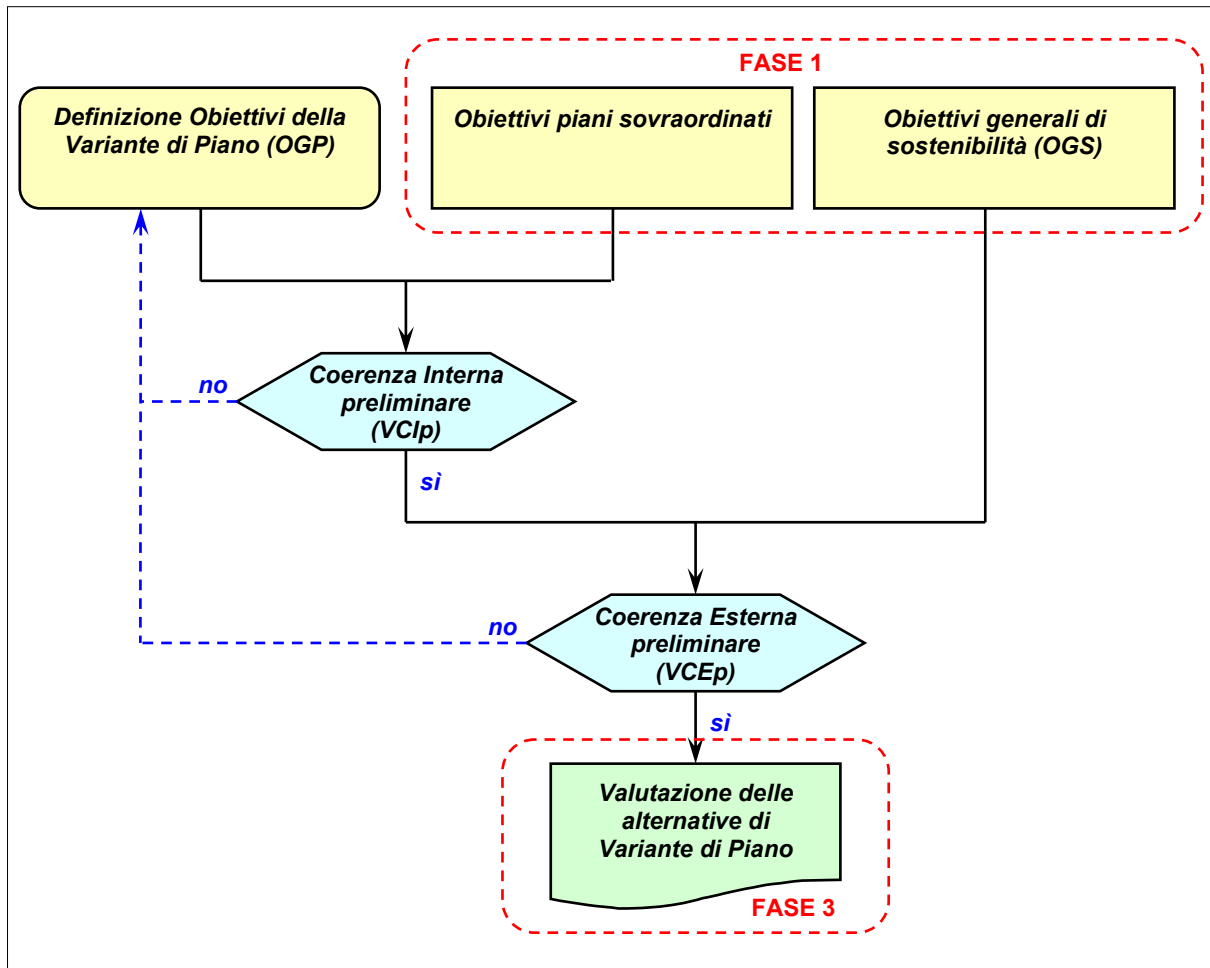 FASE 1
Definizione Obiettivi della
Variante di Piano (OGP)
Obiettivi piani sovraordinati
Obiettivi generali di
sostenibilità (OGS)
Coerenza Interna
preliminare
(VCIp)
no
sì
Coerenza Esterna
preliminare
(VCEp)
no
sì
Valutazione delle
alternative di
Variante di Piano
FASE 3